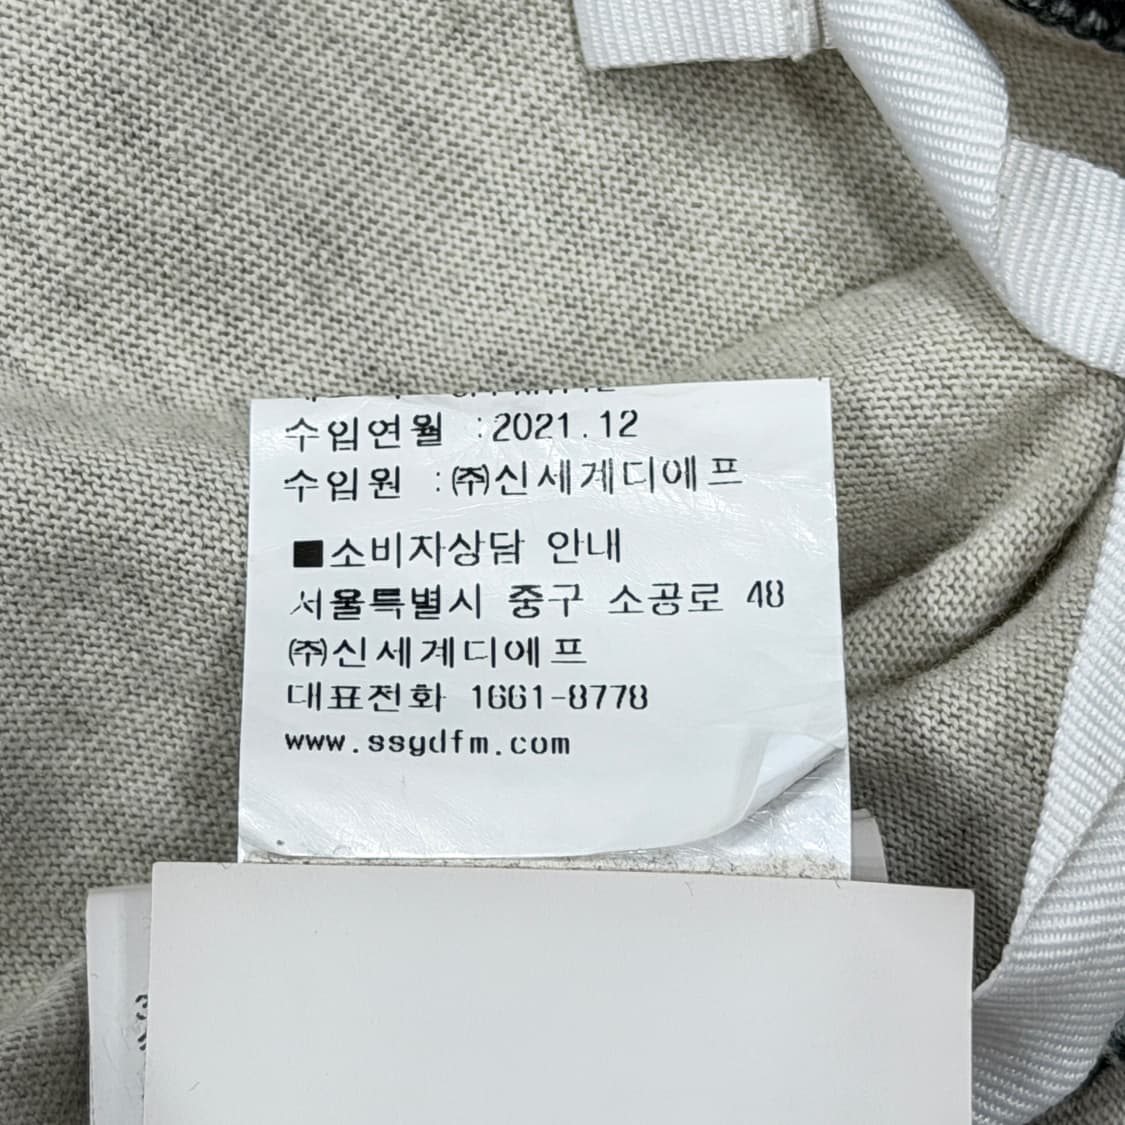 수입연월 :2021.12
수입원 :㈜신세계디에프
■소비자상담 안내
서울특별시 중구 소공로 48
㈜신세계디에프
대표전화 1661-8778
www.ssgdfm.com